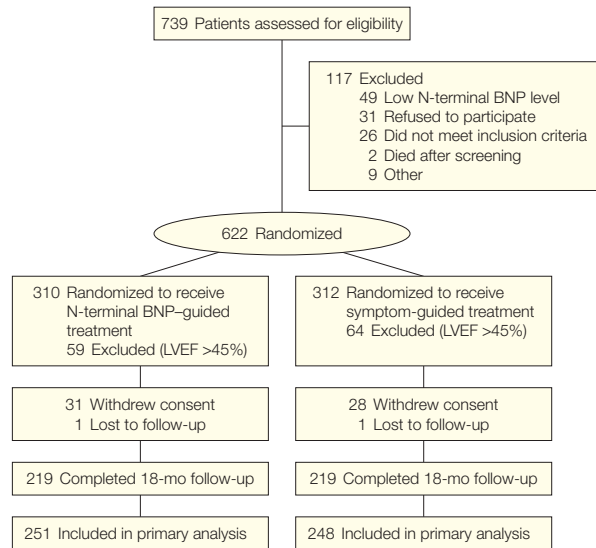 739 Patients assessed for eligibility
117 Excluded
49 Low N-terminal BNP level
31 Refused to participate
26 Did not meet inclusion criteria
2 Died after screening
9 Other
622 Randomized
310 Randomized to receive
N-terminal BNP–guided
treatment
59 Excluded (LVEF >45%)
312 Randomized to receive
symptom-guided treatment
64 Excluded (LVEF >45%)
31 Withdrew consent
1 Lost to follow-up
28 Withdrew consent
1 Lost to follow-up
219 Completed 18-mo follow-up
219 Completed 18-mo follow-up
251 Included in primary analysis
248 Included in primary analysis